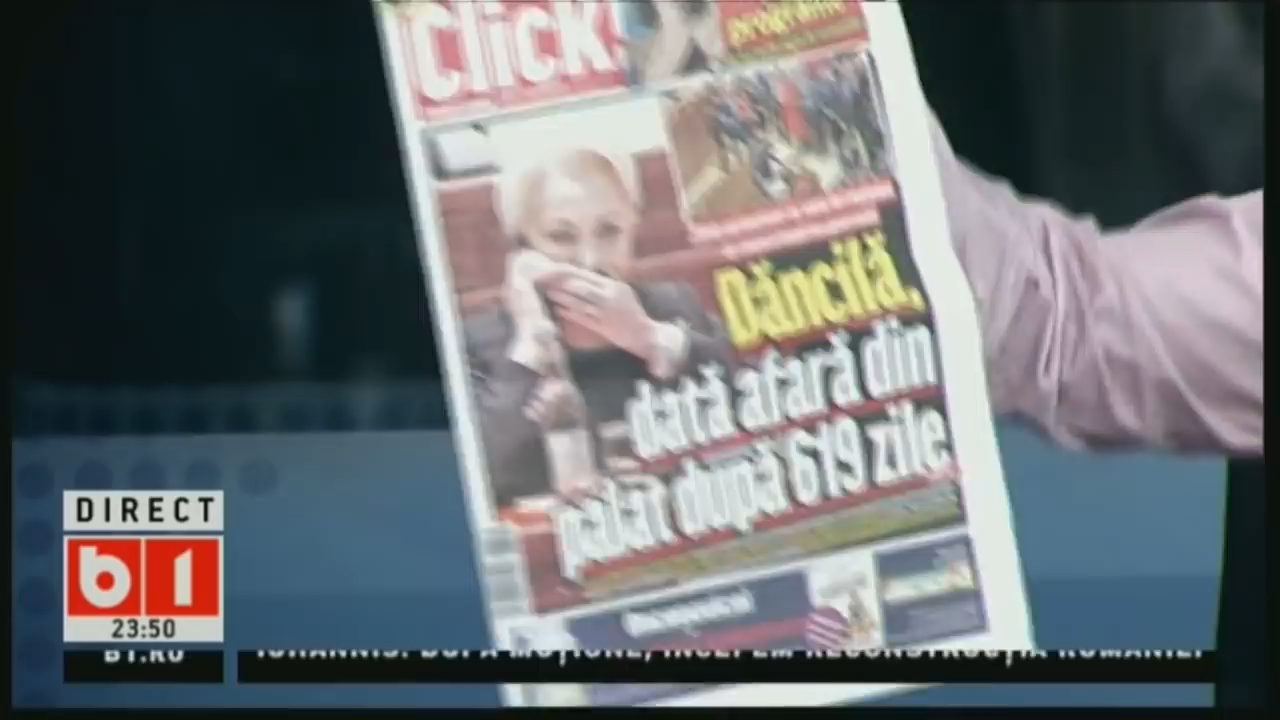 Click!
programe
Dăncilă,
dată afară din
palat după 619 zile
DIRECT
b1
23:50
B1.RO
IOHANNIS: DUPĂ MOȚIUNE, ÎNCEPEM RECONSTRUCȚIA ROMÂNIEI